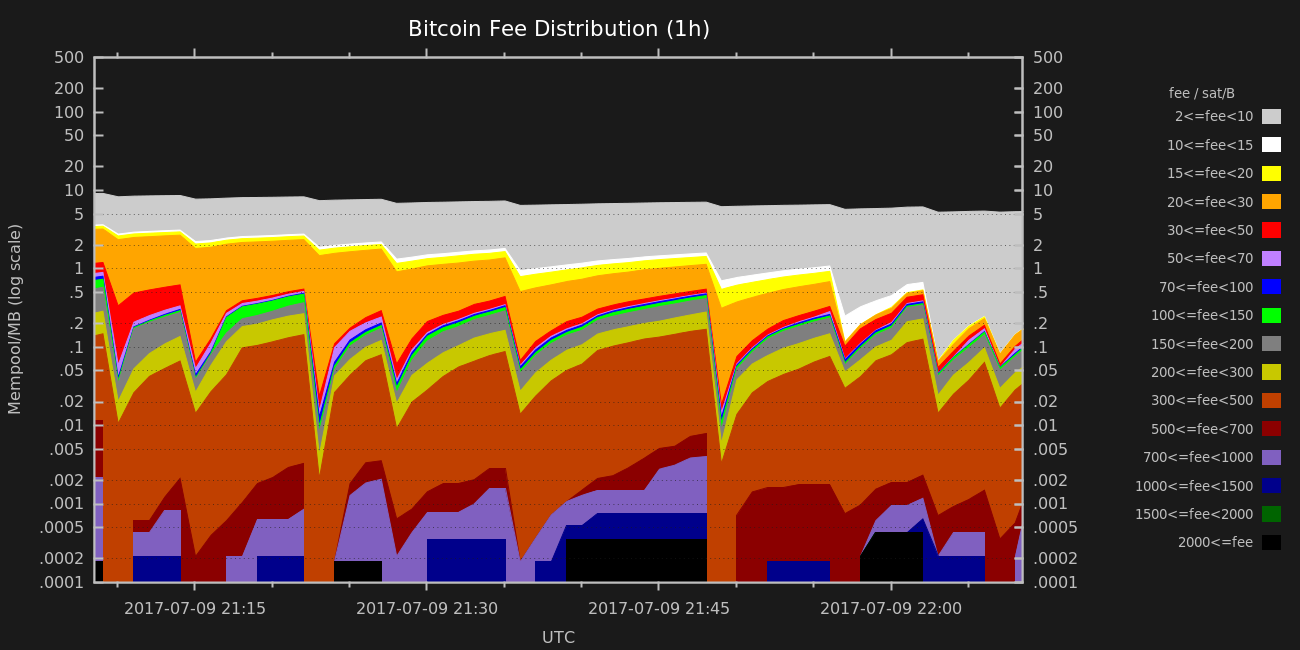 Bitcoin Fee Distribution (1h)
500
200
100
50
20
10
5
2
1
.5
.2
.1
.05
.02
.01
.005
.002
.001
.0005
.0002
.0001
Mempool/MB (log scale)
500
200
100
50
20
10
5
2
1
.5
.2
.1
.05
.02
.01
.005
.002
.001
.0005
.0002
.0001
2017-07-09 21:15
2017-07-09 21:30
2017-07-09 21:45
2017-07-09 22:00
UTC
fee / sat/B
2<=fee<10
10<=fee<15
15<=fee<20
20<=fee<30
30<=fee<50
50<=fee<70
70<=fee<100
100<=fee<150
150<=fee<200
200<=fee<300
300<=fee<500
500<=fee<700
700<=fee<1000
1000<=fee<1500
1500<=fee<2000
2000<=fee